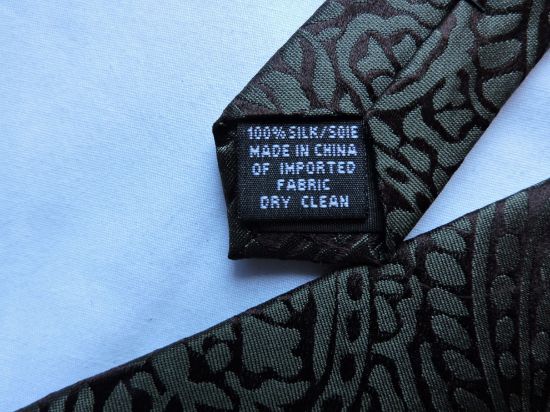 100% SILK/SOIE
MADE IN CHINA
OF IMPORTED
FABRIC
DRY CLEAN